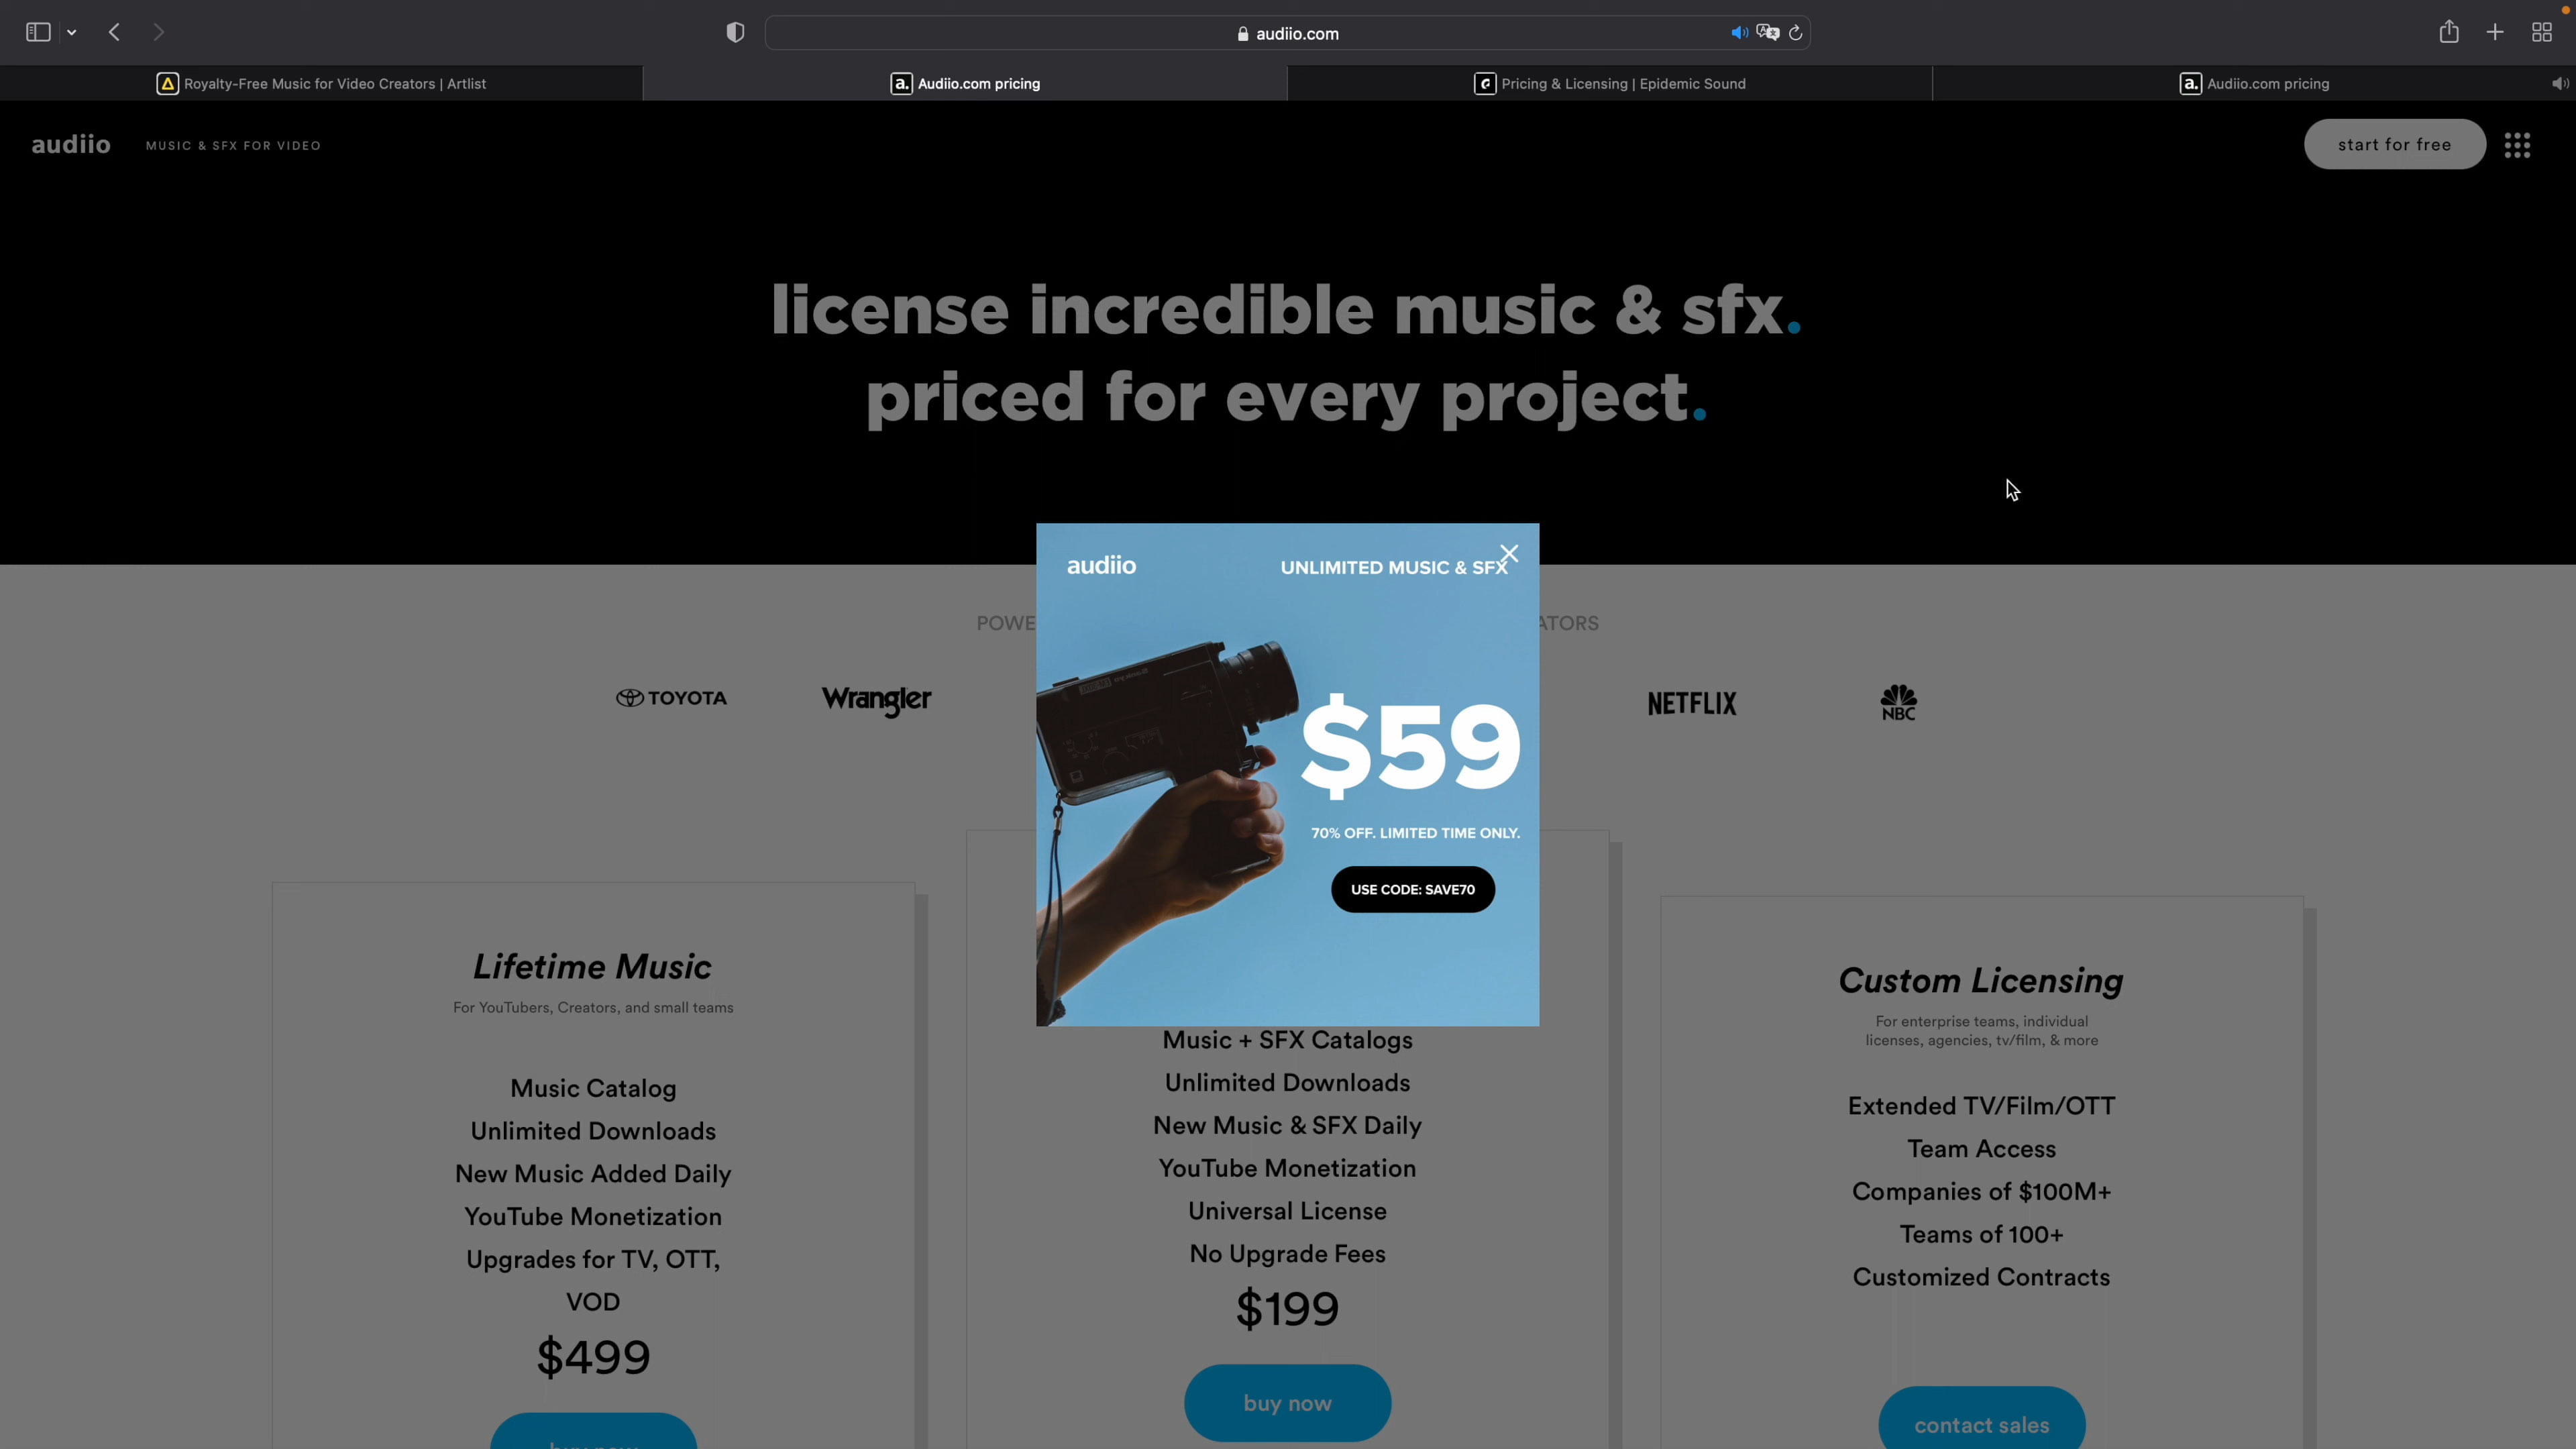 audiio.com
Royalty-Free Music for Video Creators | Artlist
a. Audiio.com pricing
Pricing & Licensing | Epidemic Sound
a. Audiio.com pricing
audiio
MUSIC & SFX FOR VIDEO
start for free
license incredible music & sfx.
priced for every project.
POWE
ATORS
TOYOTA
Wrangler
NETFLIX
NBC
audiio
UNLIMITED MUSIC & SFX
$59
70% OFF. LIMITED TIME ONLY.
USE CODE: SAVE70
Lifetime Music
For YouTubers, Creators, and small teams
Music Catalog
Unlimited Downloads
New Music Added Daily
YouTube Monetization
Upgrades for TV, OTT,
VOD
$499
buy now
Music + SFX Catalogs
Unlimited Downloads
New Music & SFX Daily
YouTube Monetization
Universal License
No Upgrade Fees
$199
buy now
Custom Licensing
For enterprise teams, individual
licenses, agencies, tv/film, & more
Extended TV/Film/OTT
Team Access
Companies of $100M+
Teams of 100+
Customized Contracts
contact sales